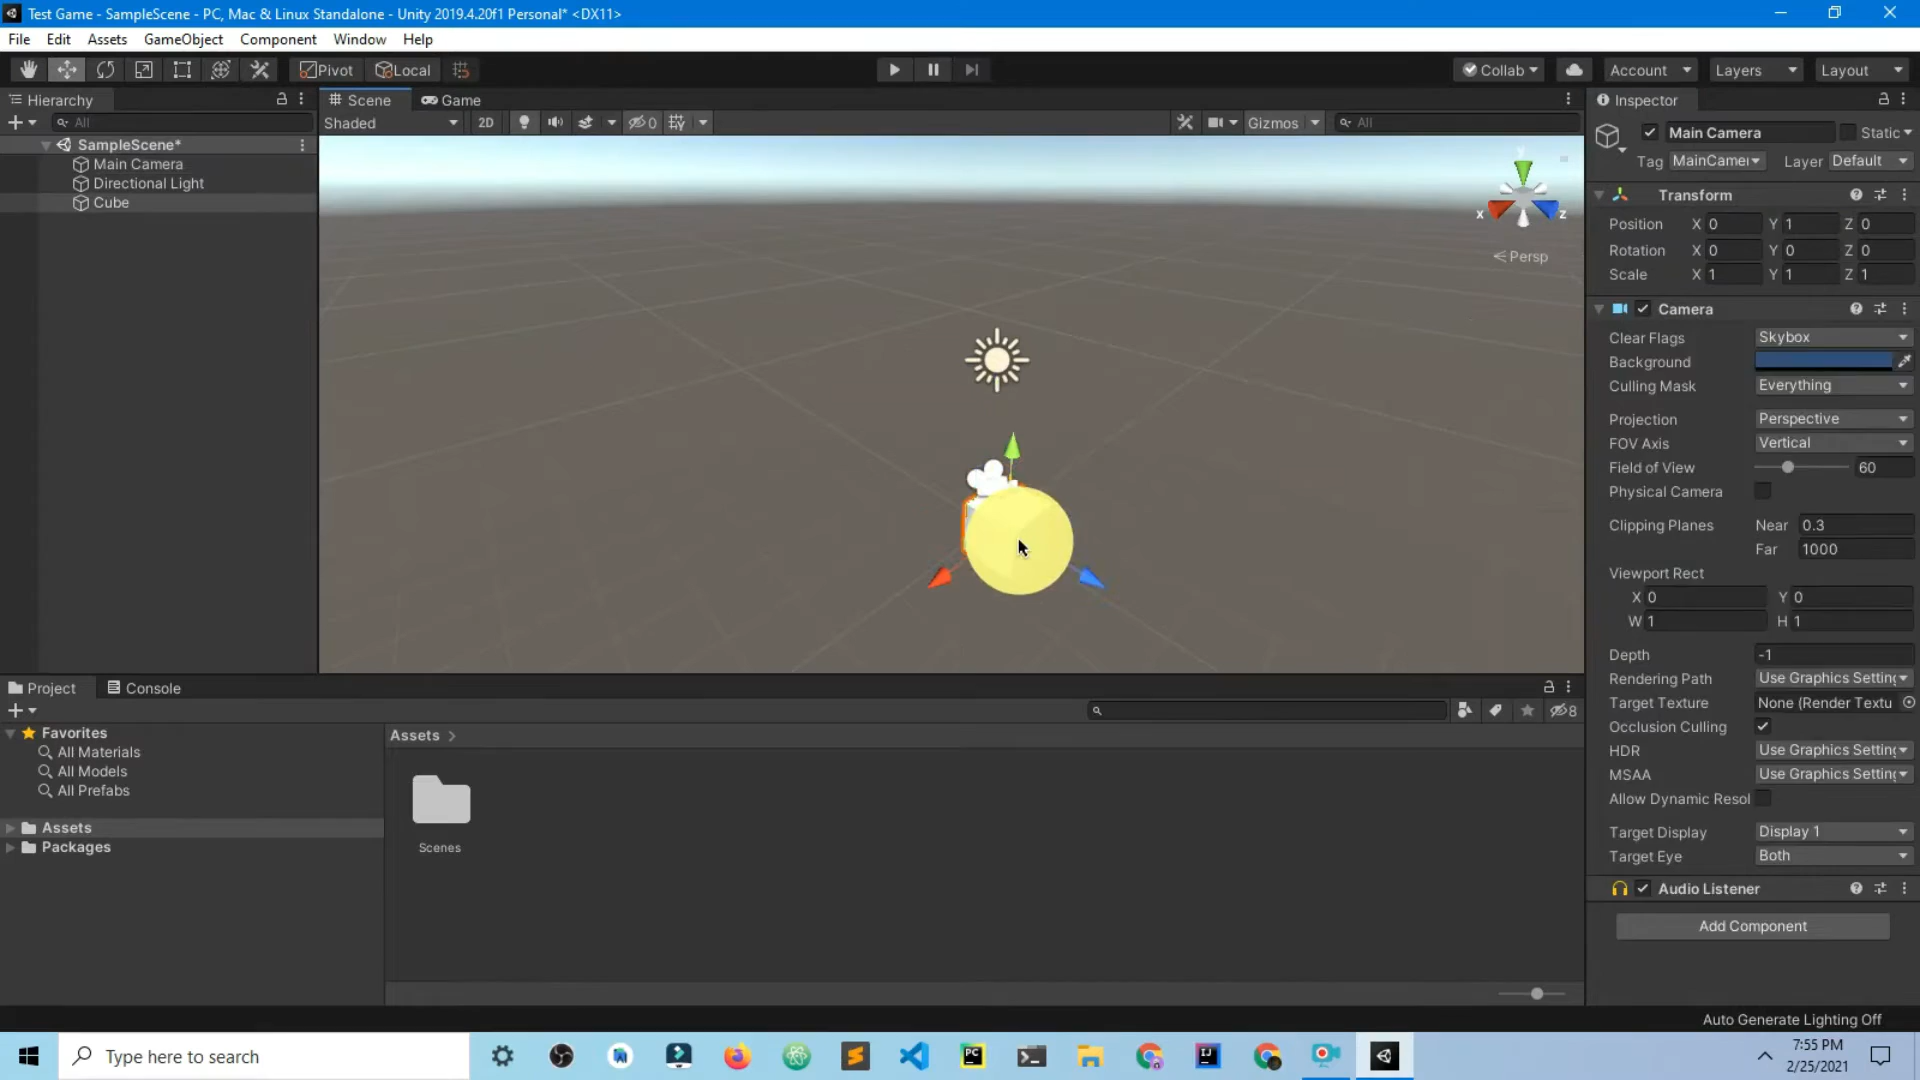 Test Game - SampleScene - PC, Mac & Linux Standalone - Unity 2019.4.20f1 Personal* <DX11>
File Edit Assets GameObject Component Window Help
Pivot Local Collab Account Layers Layout
Hierarchy
All
SampleScene*
Main Camera
Directional Light
Cube
Scene Game
Shaded 2D 0 Gizmos All
y
x z
Persp
Inspector
Main Camera Static
Tag MainCamer Layer Default
Transform
Position X 0 Y 1 Z 0
Rotation X 0 Y 0 Z 0
Scale X 1 Y 1 Z 1
Camera
Clear Flags Skybox
Background
Culling Mask Everything
Projection Perspective
FOV Axis Vertical
Field of View 60
Physical Camera
Clipping Planes Near 0.3
Far 1000
Viewport Rect
X 0 Y 0
W 1 H 1
Depth -1
Rendering Path Use Graphics Setting
Target Texture None (Render Textu
Occlusion Culling
HDR Use Graphics Setting
MSAA Use Graphics Setting
Allow Dynamic Resol
Target Display Display 1
Target Eye Both
Audio Listener
Add Component
Project Console
8
Favorites
All Materials
All Models
All Prefabs
Assets
Packages
Assets >
Scenes
Auto Generate Lighting Off
Type here to search
PC
IJ
7:55 PM
2/25/2021